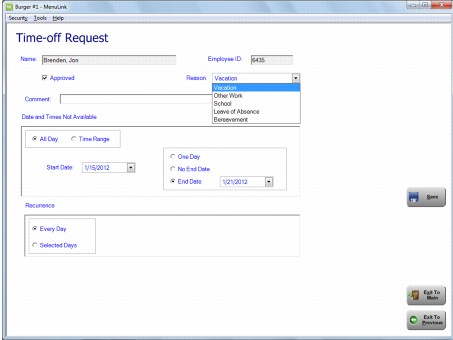 Burger #1 - MenuLink
Security Tools Help
Time-off Request
Name: Brenden, Jon Employee ID: 6435
Approved Reason: Vacation
Vacation
Other Work
School
Leave of Absence
Bereavement
Comment:
Date and Times Not Available
All Day Time Range
One Day
Start Date: 1/15/2012
No End Date
End Date 1/21/2012
Save
Recurrence
Every Day
Selected Days
Exit To
Main
Exit To
Previous